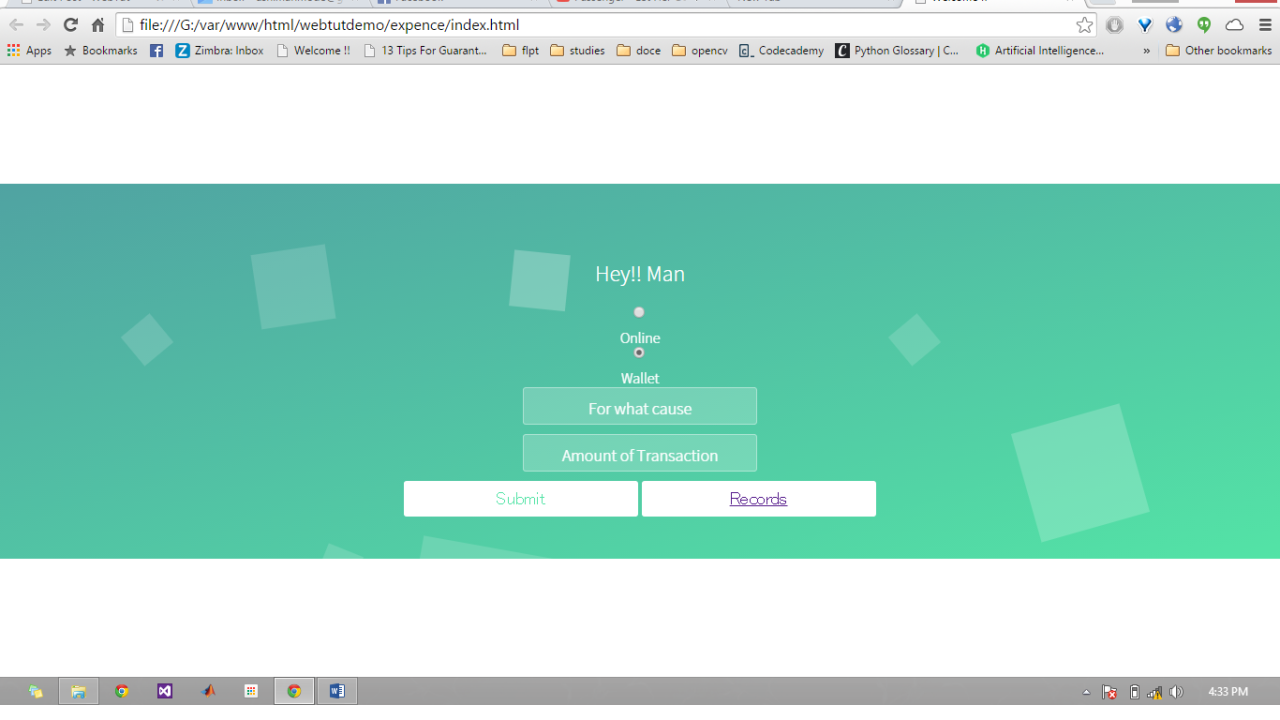 file:///G:/var/www/html/webtutdemo/expence/index.html
Apps Bookmarks Zimbra: Inbox Welcome !! 13 Tips For Guarant... flpt studies doce opencv Codecademy Python Glossary | C... Artificial Intelligence... » Other bookmarks
Hey!! Man
Online
Wallet
For what cause
Amount of Transaction
Submit Records
4:33 PM